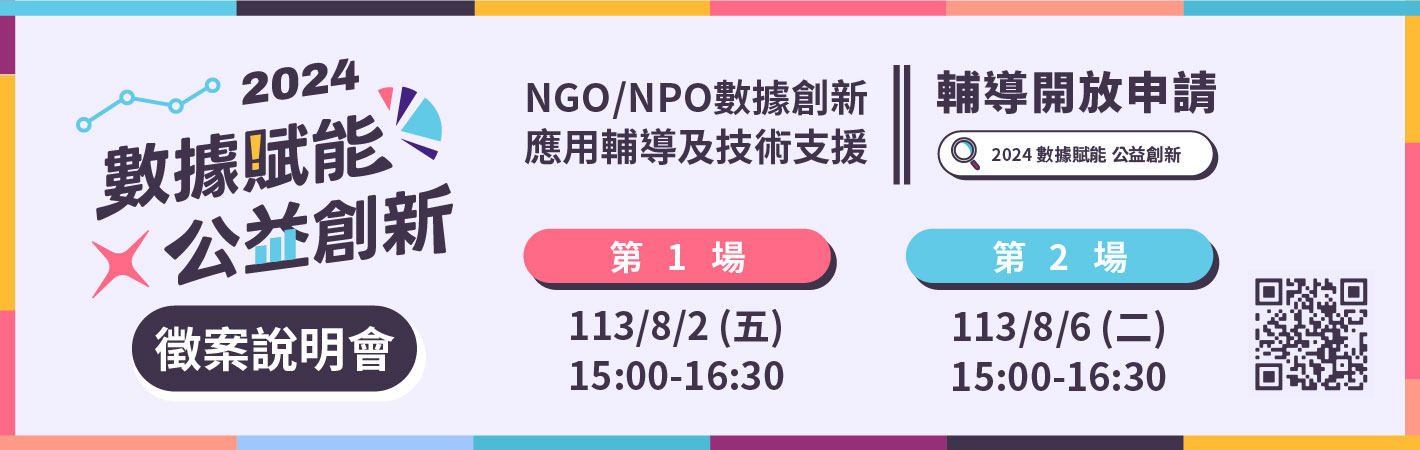 2024
數據賦能
公益創新
徵案說明會
NGO/NPO數據創新
應用輔導及技術支援
輔導開放申請
2024 數據賦能 公益創新
第 1 場
113/8/2 (五)
15:00-16:30
第 2 場
113/8/6 (二)
15:00-16:30